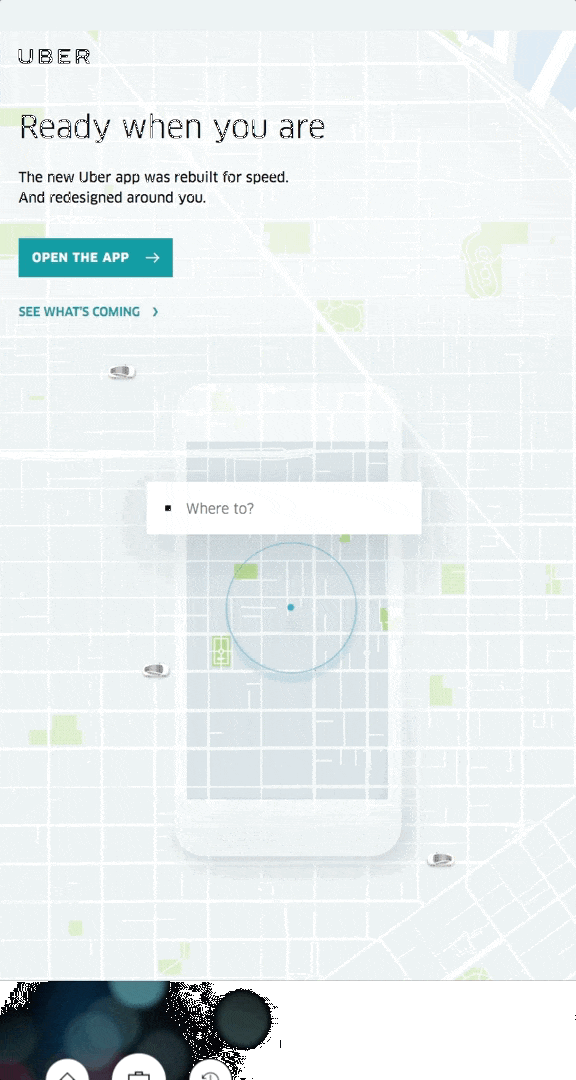 UBER
Ready when you are
The new Uber app was rebuilt for speed.
And redesigned around you.
OPEN THE APP
SEE WHAT'S COMING
Where to?